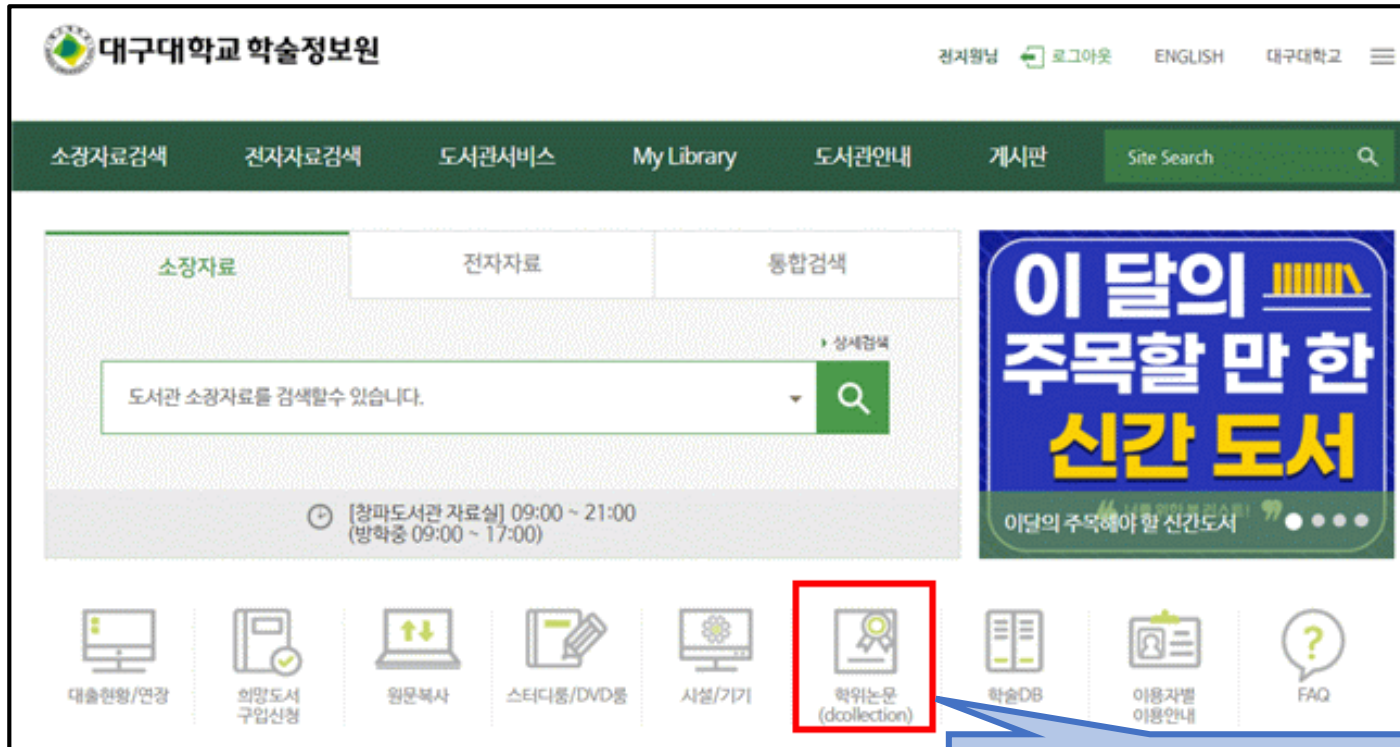 대구대학교 학술정보원
전지원님 로그아웃 ENGLISH 대구대학교
소장자료검색 전자자료검색 도서관서비스 My Library 도서관안내 게시판 Site Search
소장자료 전자자료 통합검색
상세검색
도서관 소장자료를 검색할수 있습니다.
[창파도서관 자료실] 09:00 ~ 21:00
(방학중 09:00 ~ 17:00)
이 달의
주목할 만 한
신간 도서
이달의 주목해야 할 신간도서
대출현황/연장
희망도서
구입신청
원문복사
스터디룸/DVD룸
시설/기기
학위논문
(dcollection)
학술DB
이용자별
이용안내
FAQ